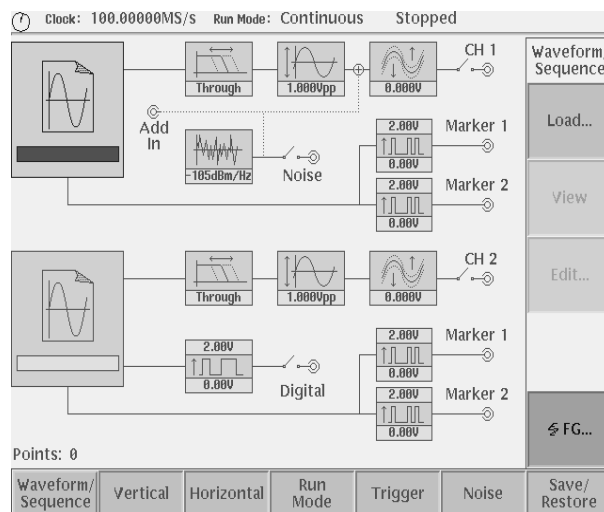 Clock: 100.00000MS/s Run Mode: Continuous Stopped
CH 1
Through
1.000Vpp
0.000V
Add
In
-105dBm/Hz
Noise
2.00V
0.00V
Marker 1
2.00V
0.00V
Marker 2
CH 2
Through
1.000Vpp
0.000V
2.00V
0.00V
Digital
2.00V
0.00V
Marker 1
2.00V
0.00V
Marker 2
Points: 0
Waveform/
Sequence
Load...
View
Edit...
FG...
Waveform/
Sequence
Vertical
Horizontal
Run
Mode
Trigger
Noise
Save/
Restore